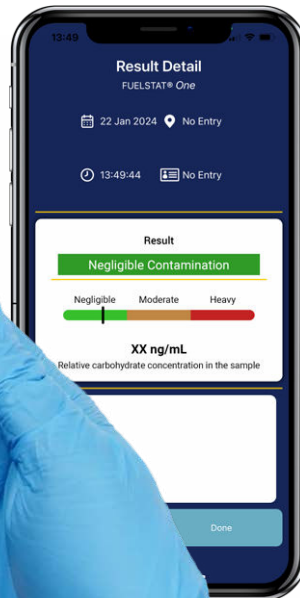 13:49
Result Detail
FUELSTAT® One
22 Jan 2024 No Entry
13:49:44 No Entry
Result
Negligible Contamination
Negligible Moderate Heavy
XX ng/mL
Relative carbohydrate concentration in the sample
Done